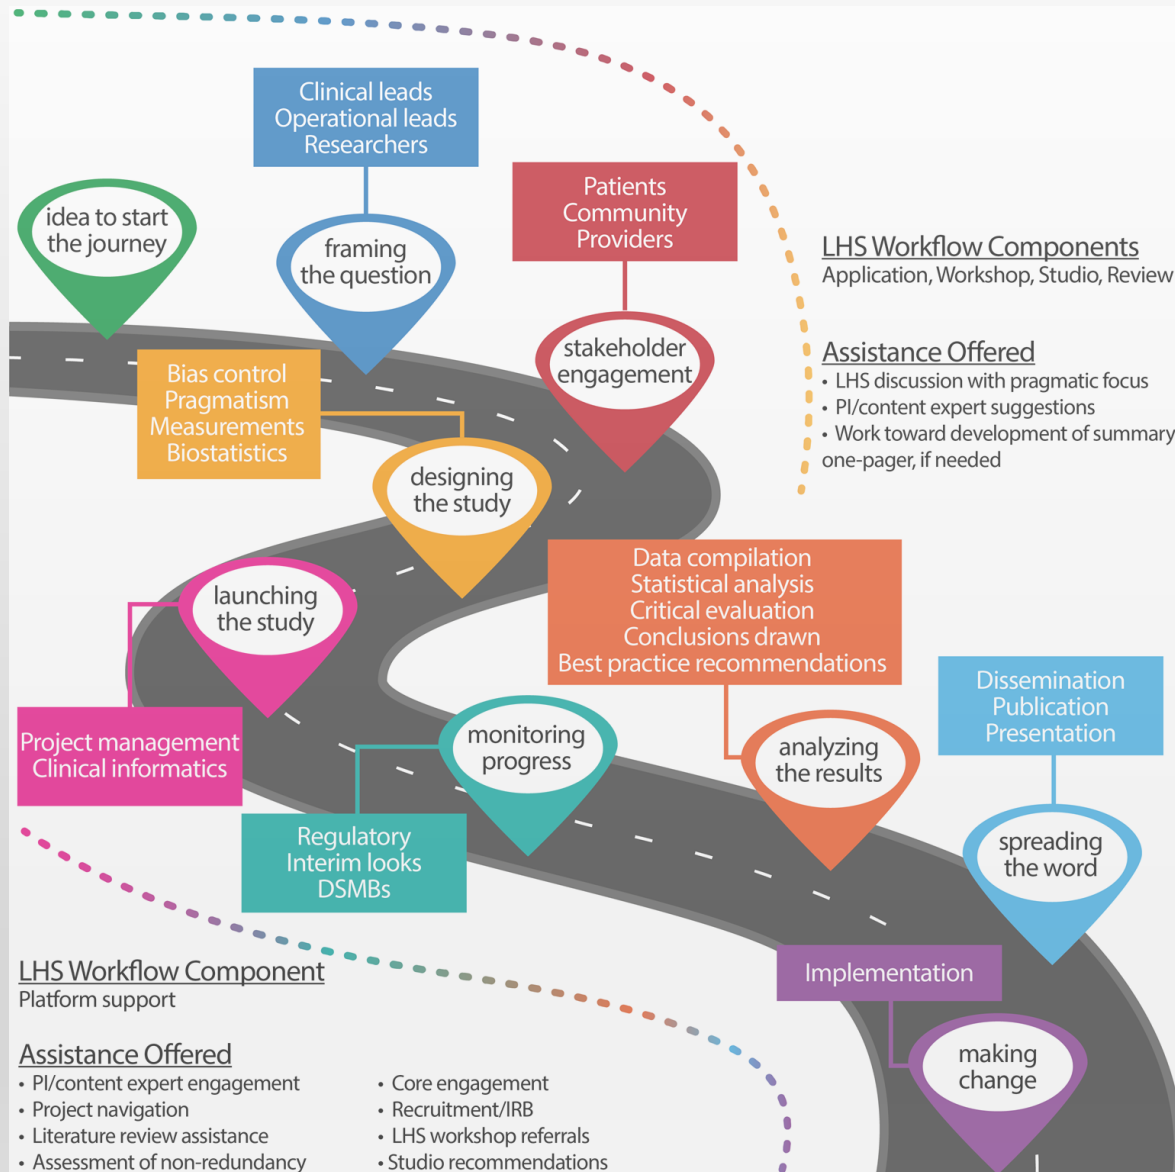 Clinical leads
Operational leads
Researchers
idea to start
the journey
framing
the question
Patients
Community
Providers
stakeholder
engagement
LHS Workflow Components
Application, Workshop, Studio, Review
Assistance Offered
• LHS discussion with pragmatic focus
• PI/content expert suggestions
• Work toward development of summary
one-pager, if needed
Bias control
Pragmatism
Measurements
Biostatistics
designing
the study
launching
the study
Project management
Clinical informatics
monitoring
progress
Regulatory
Interim looks
DSMBs
Data compilation
Statistical analysis
Critical evaluation
Conclusions drawn
Best practice recommendations
analyzing
the results
Dissemination
Publication
Presentation
spreading
the word
Implementation
making
change
LHS Workflow Component
Platform support
Assistance Offered
• PI/content expert engagement
• Project navigation
• Literature review assistance
• Assessment of non-redundancy
• Core engagement
• Recruitment/IRB
• LHS workshop referrals
• Studio recommendations